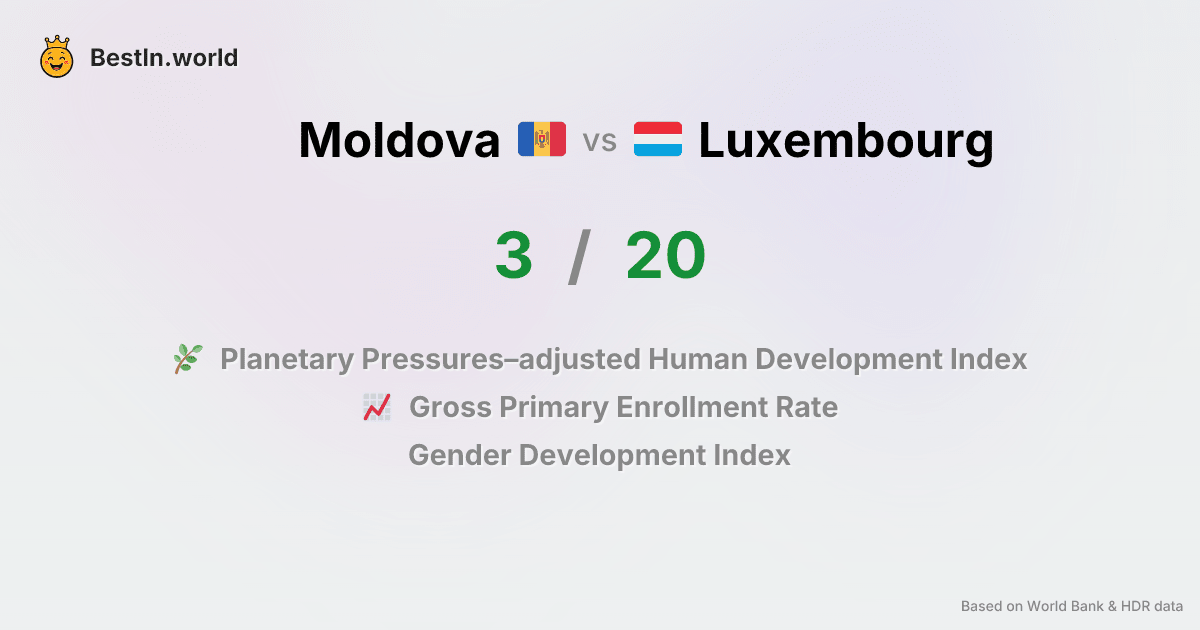 BestIn.world
Moldova vs Luxembourg
3 / 20
Planetary Pressures–adjusted Human Development Index
Gross Primary Enrollment Rate
Gender Development Index
Based on World Bank & HDR data